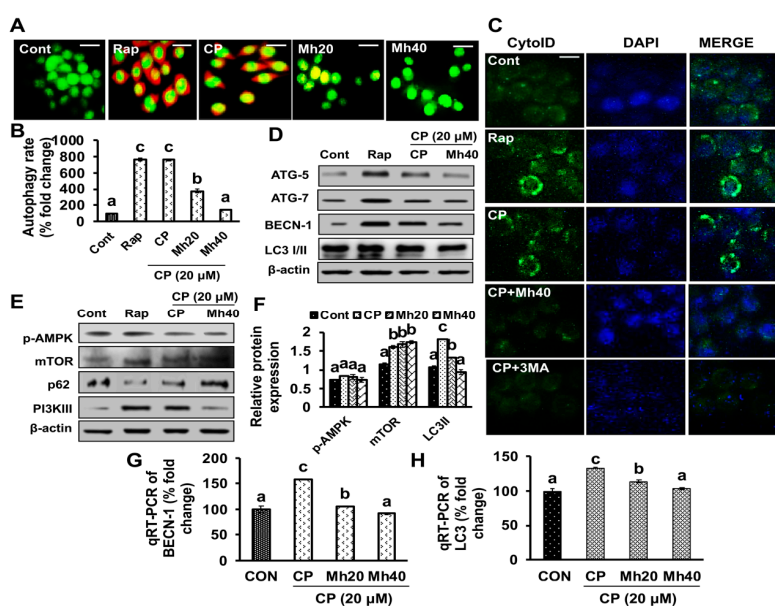 A
Cont
Rap
CP
Mh20
Mh40
B
Autophagy rate
(% fold change)
1000
800
600
400
200
0
a
c
c
b
a
Cont
Rap
CP
Mh20
Mh40
CP (20 µM)
C
CytoID
DAPI
MERGE
Cont
Rap
CP
CP+Mh40
CP+3MA
D
CP (20 µM)
Cont
Rap
CP
Mh40
ATG-5
ATG-7
BECN-1
LC3 I/II
β-actin
E
CP (20 µM)
Cont
Rap
CP
Mh40
p-AMPK
mTOR
p62
PI3KIII
β-actin
F
Cont
CP
Mh20
Mh40
Relative protein
expression
2
1.5
1
0.5
0
a
a
a
a
a
b
b
b
a
c
b
a
p-AMPK
mTOR
LC3II
G
qRT-PCR of
BECN-1 (% fold
change)
200
150
100
50
0
a
c
b
a
CON
CP
Mh20
Mh40
CP (20 µM)
H
qRT-PCR of
LC3 (% fold
change)
150
100
50
0
a
c
b
a
CON
CP
Mh20
Mh40
CP (20 µM)